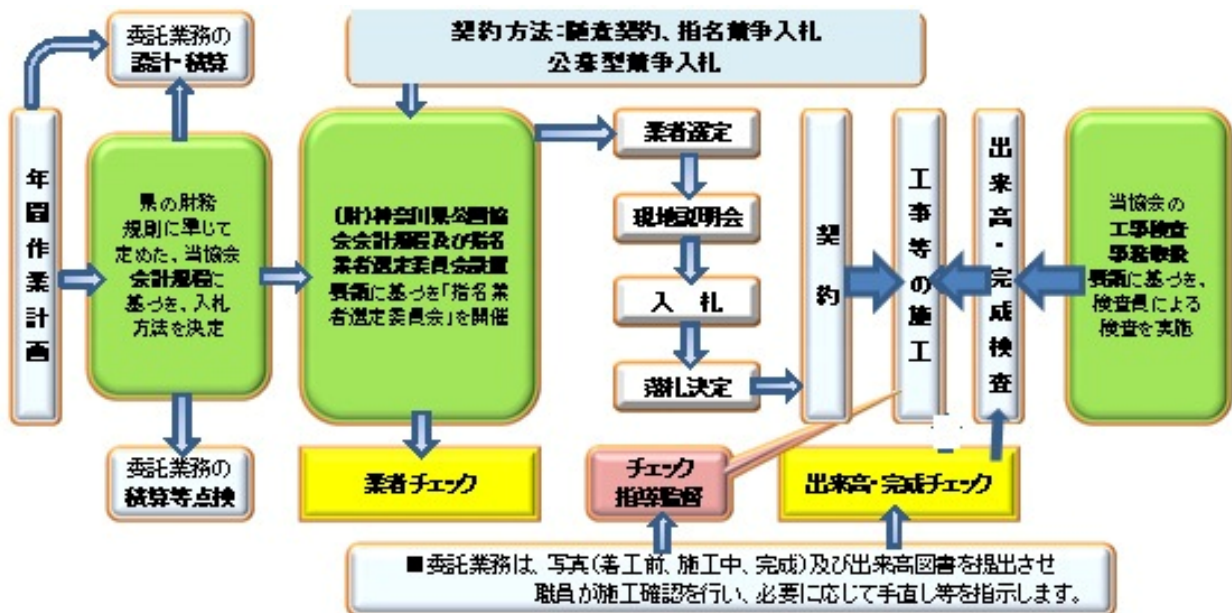 委託業務の
設計・積算
契約方法:随意契約、指名競争入札
公募型競争入札
年間作業計画
県の財務
規則に準じて
定めた、当協会
会計規程に
基づき、入札
方法を決定
(財)神奈川県公園協
会会計規程及び指名
業者選定委員会設置
要領に基づき「指名業
者選定委員会」を開催
業者選定
現地説明会
入 札
落札決定
契約
工事等の施工
出来高・完成検査
当協会の
工事検査
事務取扱
要領に基づき、
検査員による
検査を実施
委託業務の
積算等点検
業者チェック
チェック
指導監督
出来高・完成チェック
■委託業務は、写真(着工前、施工中、完成)及び出来高図書を提出させ
職員が施工確認を行い、必要に応じて手直し等を指示します。